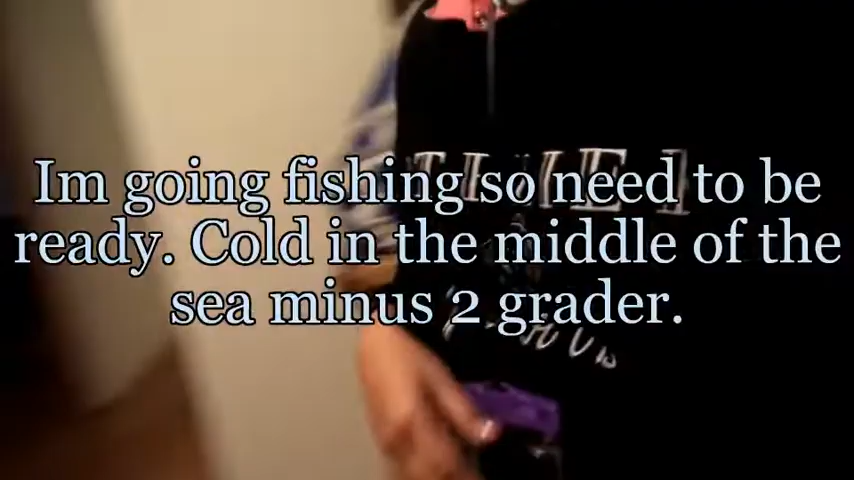 Im going fishing so need to be
ready. Cold in the middle of the
sea minus 2 grader.